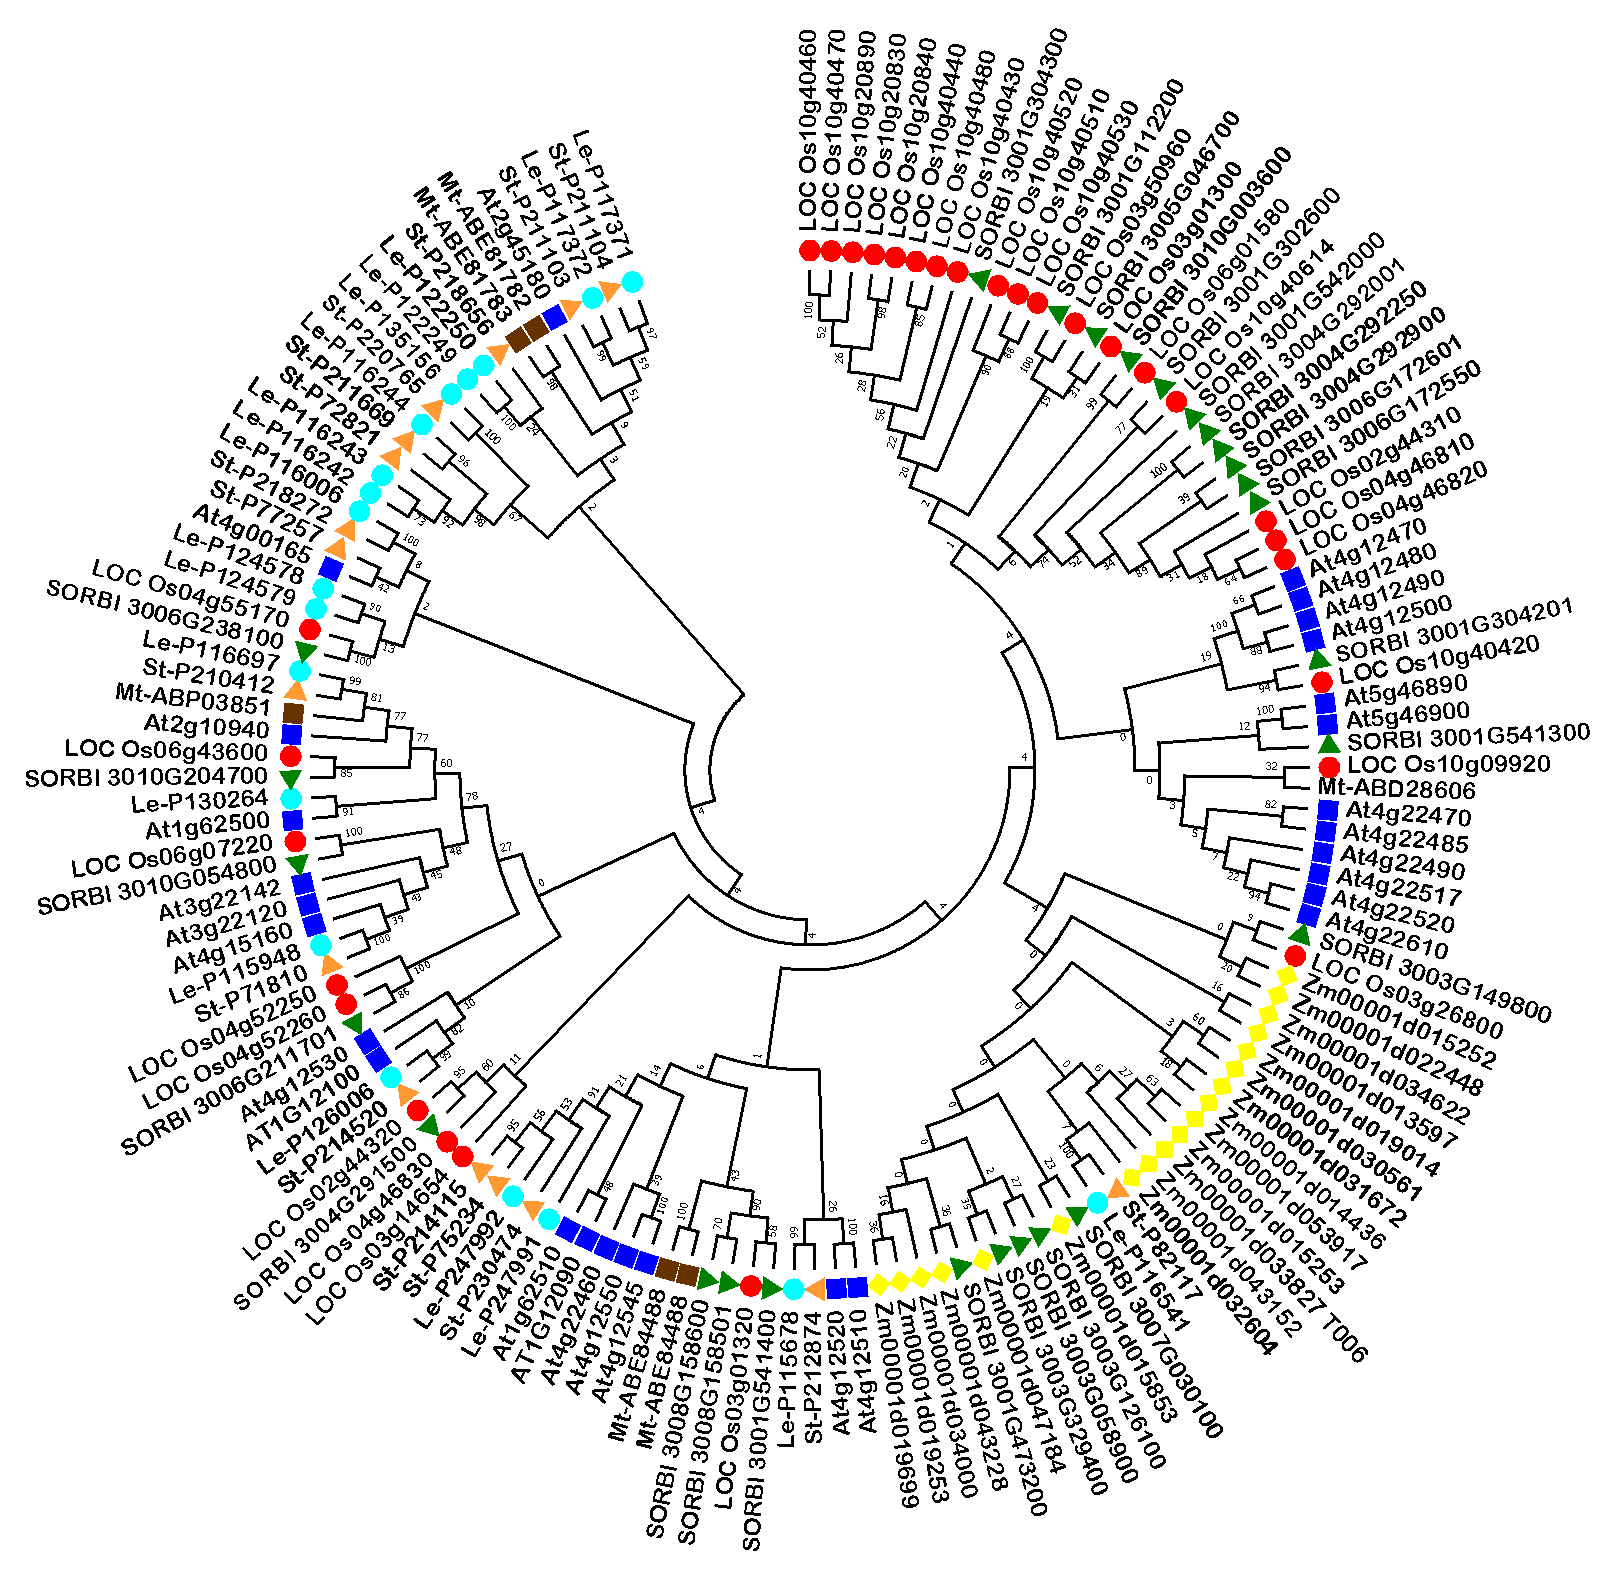 LOC Os10g40460
LOC Os10g40470
LOC Os10g20890
LOC Os10g20830
LOC Os10g20840
LOC Os10g40440
LOC Os10g40480
LOC Os10g40430
SORBI 3001G304300
LOC Os10g40520
LOC Os10g40510
LOC Os10g40530
SORBI 3001G112200
LOC Os03g50960
SORBI 3005G046700
LOC Os03g01300
SORBI 3010G003600
LOC Os06g01580
SORBI 3001G302600
LOC Os10g40614
SORBI 3001G542000
SORBI 3004G292001
SORBI 3004G292250
SORBI 3004G292900
SORBI 3006G172601
SORBI 3006G172550
LOC Os02g44310
LOC Os04g46810
LOC Os04g46820
At4g12470
At4g12480
At4g12490
At4g12500
SORBI 3001G304201
LOC Os10g40420
At5g46890
At5g46900
SORBI 3001G541300
LOC Os10g09920
Mt-ABD28606
At4g22470
At4g22485
At4g22490
At4g22517
At4g22520
At4g22610
SORBI 3003G149800
LOC Os03g26800
Zm00001d015252
Zm00001d022448
Zm00001d034622
Zm00001d013597
Zm00001d019014
Zm00001d030561
Zm00001d031672
Zm00001d014436
Zm00001d053917
Zm00001d015253
Zm00001d033827 T006
Zm00001d043152
Zm00001d032604
St-P82117
Le-P116541
SORBI 3007G030100
Zm00001d015853
SORBI 3003G126100
SORBI 3003G058900
SORBI 3003G329400
Zm00001d047184
SORBI 3001G473200
Zm00001d043228
Zm00001d034000
Zm00001d019253
Zm00001d019699
At4g12510
At4g12520
St-P212874
Le-P115678
SORBI 3001G541400
LOC Os03g01320
SORBI 3008G158501
SORBI 3008G158600
Mt-ABE84488
Mt-ABE84488
At4g12545
At4g12550
At4g22460
AT1G12090
At1g62510
Le-P247991
St-P230474
Le-P247992
St-P75234
St-P214115
LOC Os03g14654
LOC Os04g46830
SORBI 3004G291500
LOC Os02g44320
St-P214520
Le-P126006
AT1G12100
At4g12530
SORBI 3006G211701
LOC Os04g52260
LOC Os04g52250
St-P71810
Le-P115948
At4g15160
At3g22120
At3g22142
SORBI 3010G054800
LOC Os06g07220
At1g62500
Le-P130264
SORBI 3010G204700
LOC Os06g43600
At2g10940
Mt-ABP03851
St-P210412
Le-P116697
SORBI 3006G238100
LOC Os04g55170
Le-P124579
Le-P124578
At4g00165
St-P77257
St-P218272
Le-P116006
Le-P116242
Le-P116243
St-P72821
St-P211669
Le-P116244
St-P220765
Le-P135156
Le-P122249
Le-P122250
St-P218656
Mt-ABE81783
Mt-ABE81782
At2g45180
St-P211103
Le-P117372
St-P211104
Le-P117371